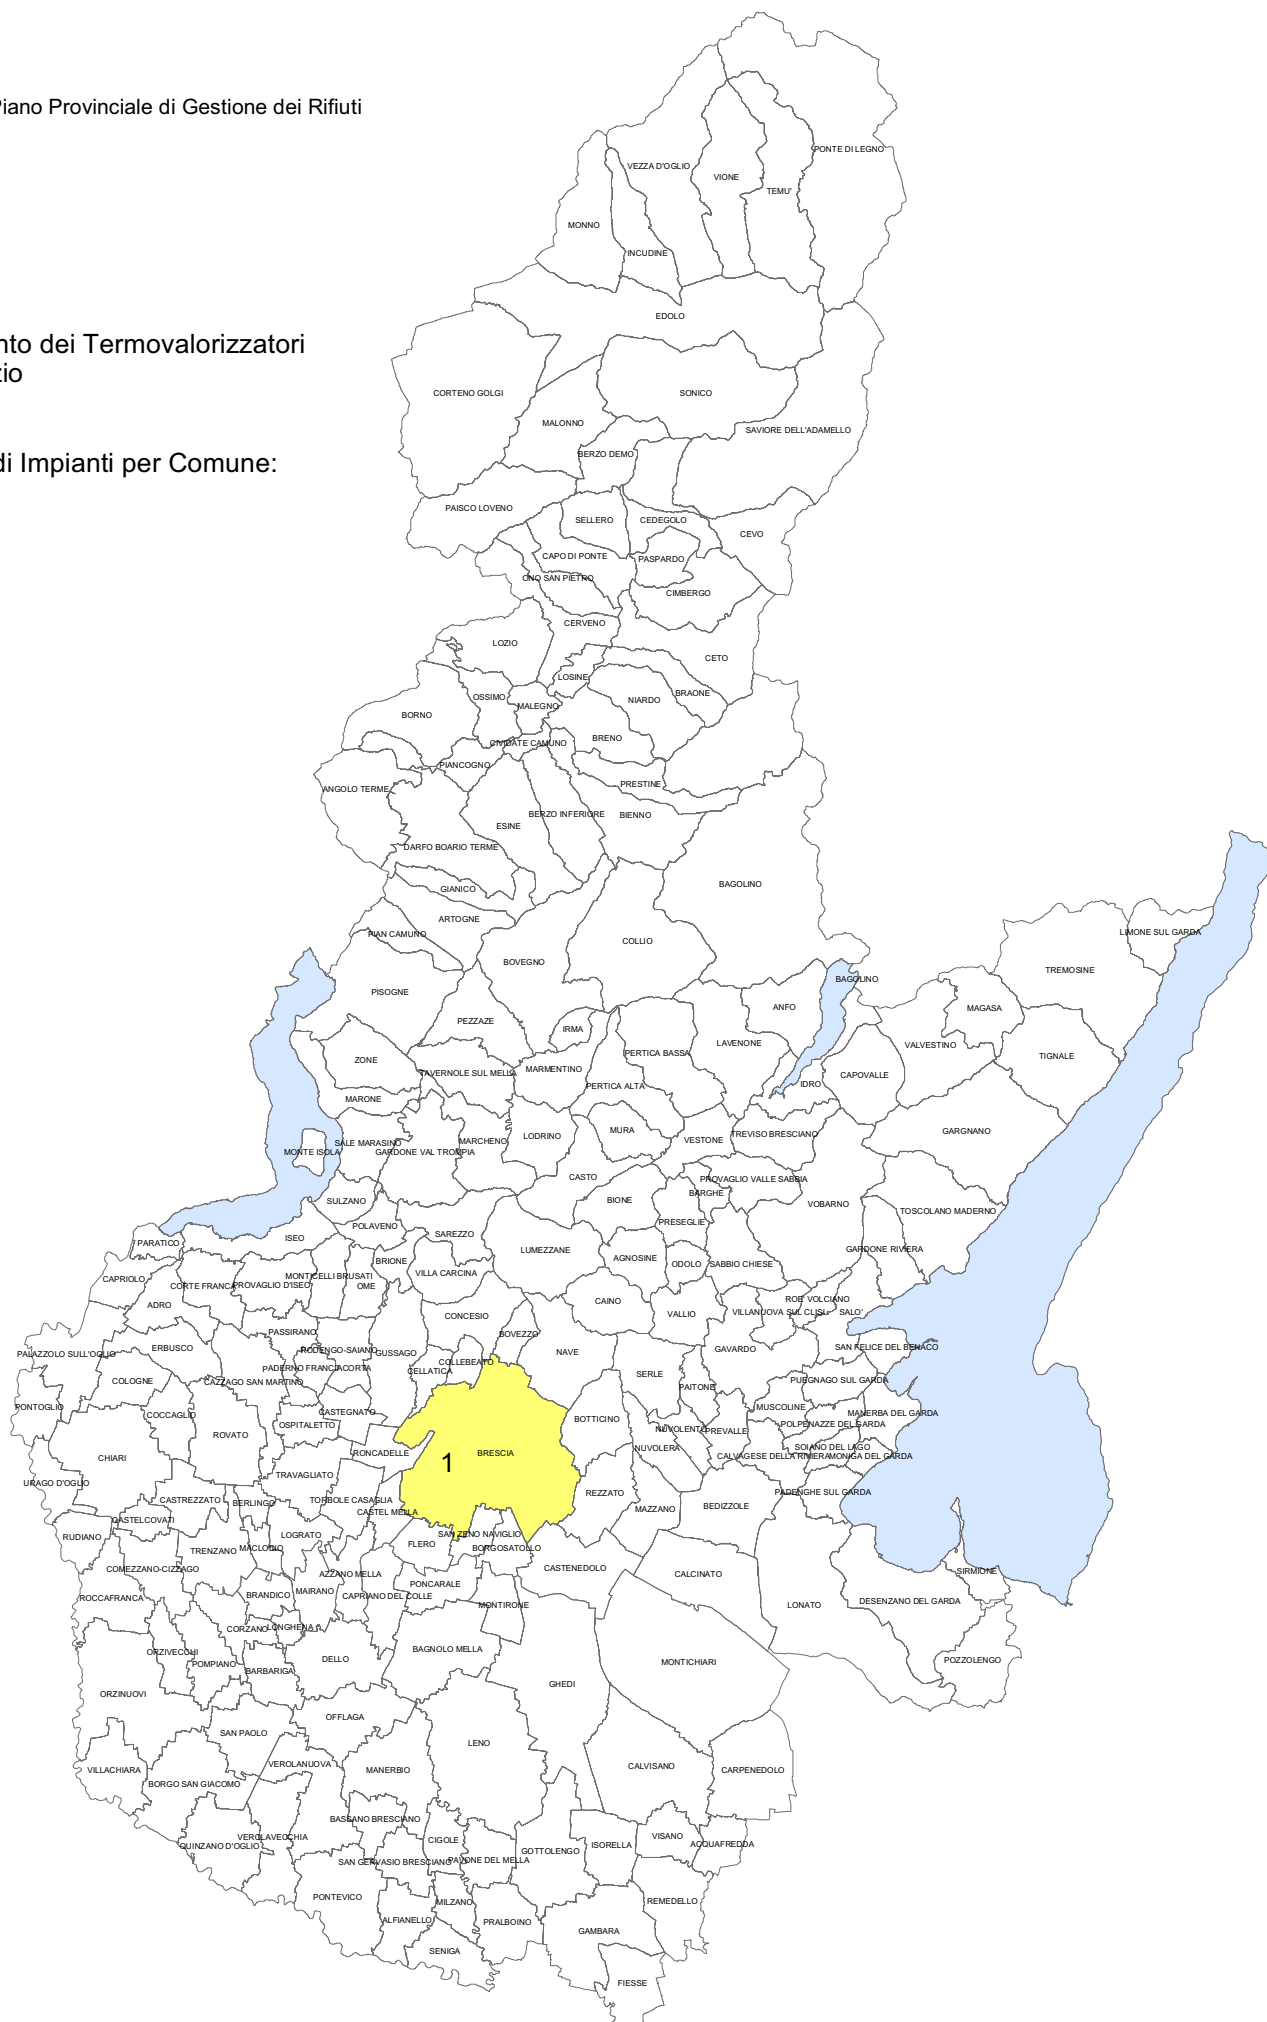 Piano Provinciale di Gestione dei Rifiuti
nto dei Termovalorizzatori
zio
di Impianti per Comune:
PONTE DI LEGNO
VEZZA D'OGLIO
VIONE
TEMU'
MONNO
INCUDINE
EDOLO
CORTENO GOLGI
SONICO
MALONNO
SAVIORE DELL'ADAMELLO
BERZO DEMO
PAISCO LOVENO
SELLERO
CEDEGOLO
CEVO
CAPO DI PONTE
PASPARDO
ONO SAN PIETRO
CIMBERGO
CERVENO
LOZIO
CETO
LOSINE
BRAONE
OSSIMO
NIARDO
MALEGNO
BORNO
BRENO
CIVIDATE CAMUNO
PIANCOGNO
PRESTINE
ANGOLO TERME
BERZO INFERIORE
BIENNO
ESINE
DARFO BOARIO TERME
BAGOLINO
GIANICO
ARTOGNE
PIAN CAMUNO
COLLIO
LIMONE SUL GARDA
BOVEGNO
TREMOSINE
BAGOLINO
PISOGNE
ANFO
MAGASA
PEZZAZE
IRMA
LAVENONE
VALVESTINO
PERTICA BASSA
TIGNALE
ZONE
TAVERNOLE SUL MELLA
MARMENTINO
CAPOVALLE
IDRO
PERTICA ALTA
MARONE
MURA
GARGNANO
TREVISO BRESCIANO
LODRINO
VESTONE
MARCHENO
SALE MARASINO
MONTE ISOLA
GARDONE VAL TROMPIA
CASTO
PROVAGLIO VALLE SABBIA
BARGHE
BIONE
SULZANO
VOBARNO
TOSCOLANO MADERNO
POLAVENO
PRESEGLIE
SAREZZO
ISEO
PARATICO
LUMEZZANE
GARDONE RIVIERA
BRIONE
AGNOSINE
ODOLO
SABBIO CHIESE
VILLA CARCINA
CAPRIOLO
CORTE FRANCA
PROVAGLIO D'ISEO
MONTICELLI BRUSATI
OME
ADRO
CAINO
ROE' VOLCIANO
VALLIO
VILLANUOVA SUL CLISI
SALO'
CONCESIO
PASSIRANO
BOVEZZO
ERBUSCO
RODENGO-SAIANO
GUSSAGO
NAVE
GAVARDO
SAN FELICE DEL BENACO
PALAZZOLO SULL'OGLIO
COLLEBEATO
PADERNO FRANCIACORTA
CELLATICA
SERLE
COLOGNE
CAZZAGO SAN MARTINO
PUEGNAGO SUL GARDA
PAITONE
PONTOGLIO
MUSCOLINE
COCCAGLIO
CASTEGNATO
MANERBA DEL GARDA
BOTTICINO
OSPITALETTO
POLPENAZZE DEL GARDA
ROVATO
NUVOLENTO
PREVALLE
NUVOLERA
SOIANO DEL LAGO
RONCADELLE
BRESCIA
1
CHIARI
CALVAGESE DELLA RIVIERA
MONIGA DEL GARDA
TRAVAGLIATO
URAGO D'OGLIO
REZZATO
PADENGHE SUL GARDA
CASTREZZATO
BERLINGO
TORBOLE CASAGLIA
BEDIZZOLE
MAZZANO
CASTEL MELLA
CASTELCOVATI
RUDIANO
LOGRATO
SAN ZENO NAVIGLIO
FLERO
TRENZANO
MACLODIO
BORGOSATOLLO
COMEZZANO-CIZZAGO
CASTENEDOLO
SIRMIONE
AZZANO MELLA
CALCINATO
PONCARALE
MAIRANO
BRANDICO
CAPRIANO DEL COLLE
ROCCAFRANCA
DESENZANO DEL GARDA
LONATO
MONTIRONE
CORZANO
LONGHENA
BAGNOLO MELLA
ORZIVECCHI
DELLO
POMPIANO
MONTICHIARI
POZZOLENGO
BARBARIGA
GHEDI
ORZINUOVI
OFFLAGA
SAN PAOLO
LENO
VEROLANUOVA
CALVISANO
VILLACHIARA
MANERBIO
CARPENEDOLO
BORGO SAN GIACOMO
BASSANO BRESCIANO
VEROLAVECCHIA
CIGOLE
VISANO
ACQUAFREDDA
QUINZANO D'OGLIO
ISORELLA
GOTTOLENGO
SAN GERVASIO BRESCIANO
PAVONE DEL MELLA
PONTEVICO
MILZANO
REMEDELLO
ALFIANELLO
PRALBOINO
GAMBARA
SENIGA
FIESSE